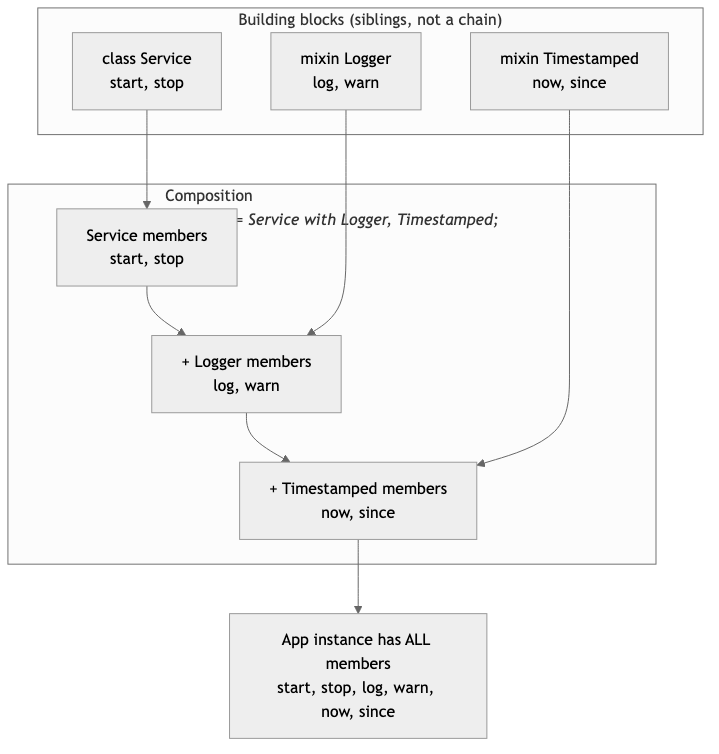 Building blocks (siblings, not a chain)
class Service
start, stop
mixin Logger
log, warn
mixin Timestamped
now, since
Composition
= Service with Logger, Timestamped;
Service members
start, stop
+ Logger members
log, warn
+ Timestamped members
now, since
App instance has ALL
members
start, stop, log, warn,
now, since